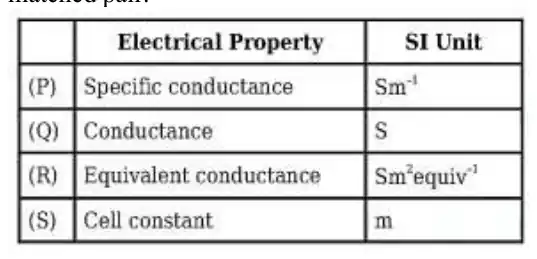 Electrical Property SI Unit
(P) Specific conductance Sm⁻¹
(Q) Conductance S
(R) Equivalent conductance Sm²equiv⁻¹
(S) Cell constant m